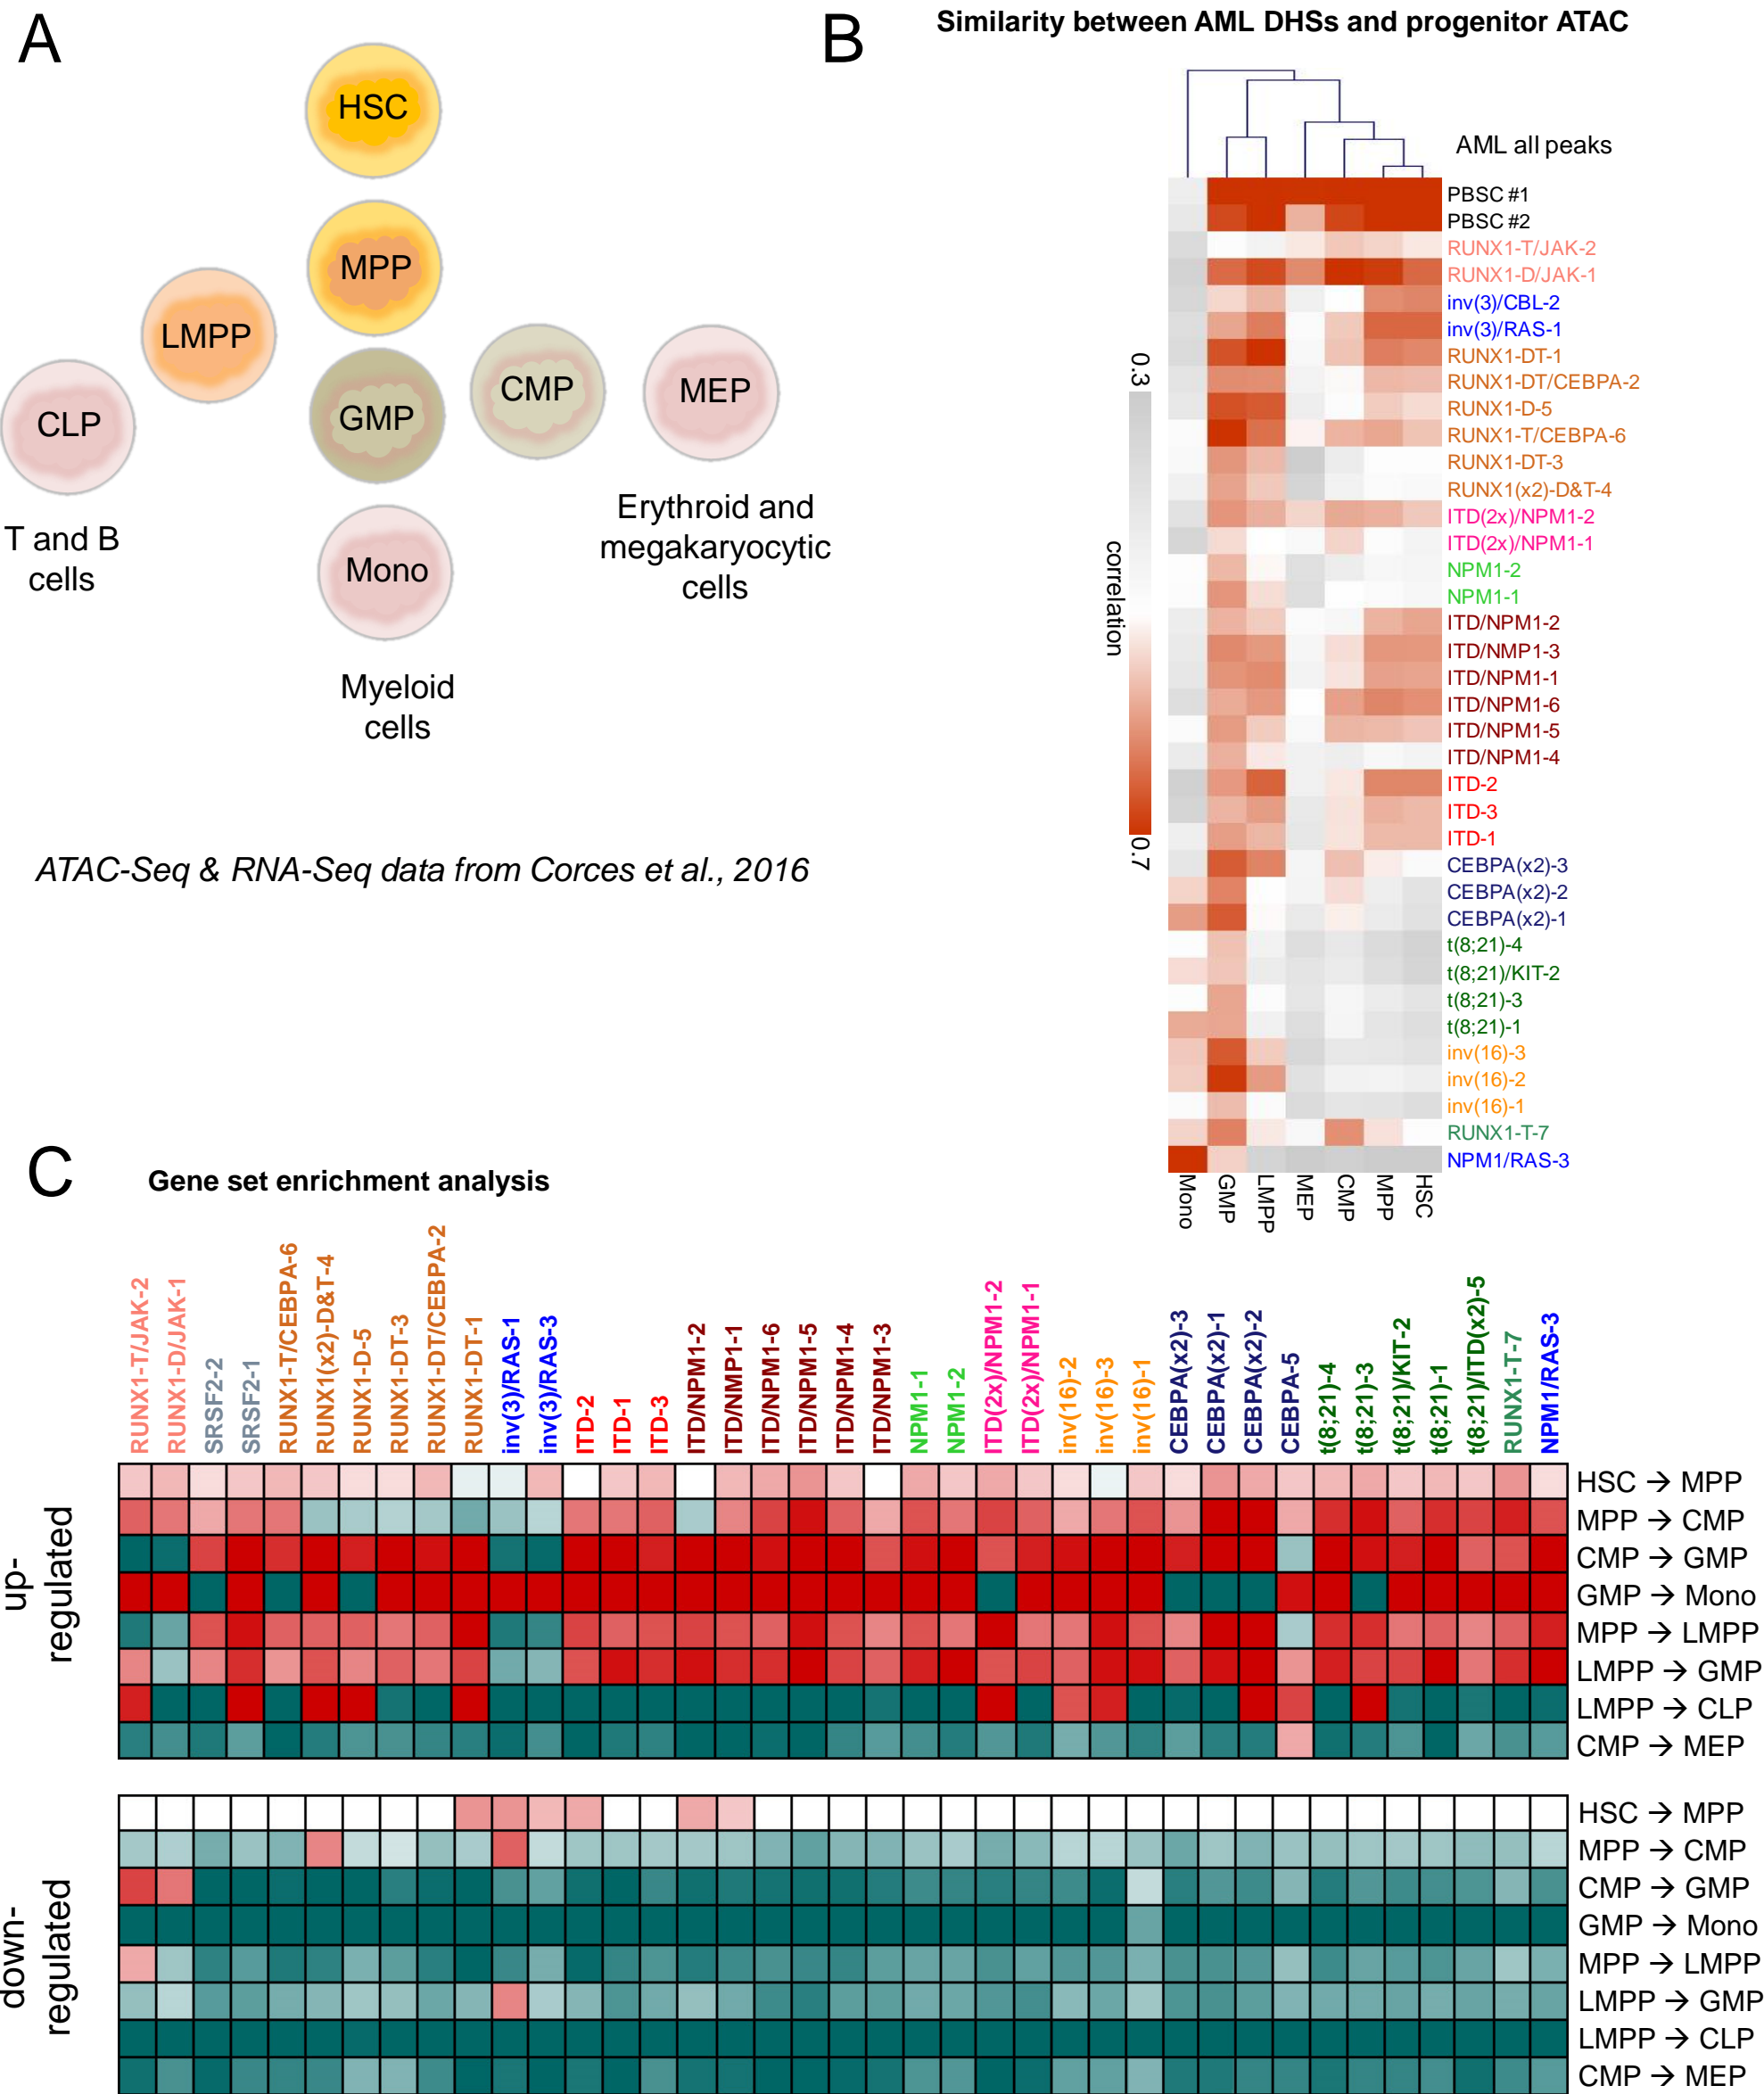 A
HSC
MPP
LMPP
CLP
GMP
CMP
MEP
Mono
T and B
cells
Erythroid and
megakaryocytic
cells
Myeloid
cells
ATAC-Seq & RNA-Seq data from Corces et al., 2016
B
Similarity between AML DHSs and progenitor ATAC
AML all peaks
0.3
correlation
0.7
PBSC #1
PBSC #2
RUNX1-T/JAK-2
RUNX1-D/JAK-1
inv(3)/CBL-2
inv(3)/RAS-1
RUNX1-DT-1
RUNX1-DT/CEBPA-2
RUNX1-D-5
RUNX1-T/CEBPA-6
RUNX1-DT-3
RUNX1(x2)-D&T-4
ITD(2x)/NPM1-2
ITD(2x)/NPM1-1
NPM1-2
NPM1-1
ITD/NPM1-2
ITD/NMP1-3
ITD/NPM1-1
ITD/NPM1-6
ITD/NPM1-5
ITD/NPM1-4
ITD-2
ITD-3
ITD-1
CEBPA(x2)-3
CEBPA(x2)-2
CEBPA(x2)-1
t(8;21)-4
t(8;21)/KIT-2
t(8;21)-3
t(8;21)-1
inv(16)-3
inv(16)-2
inv(16)-1
RUNX1-T-7
NPM1/RAS-3
Mono
GMP
LMPP
MEP
CMP
MPP
HSC
C
Gene set enrichment analysis
RUNX1-T/JAK-2
RUNX1-D/JAK-1
SRSF2-2
SRSF2-1
RUNX1-T/CEBPA-6
RUNX1(x2)-D&T-4
RUNX1-D-5
RUNX1-DT-3
RUNX1-DT/CEBPA-2
RUNX1-DT-1
inv(3)/RAS-1
inv(3)/RAS-3
ITD-2
ITD-1
ITD-3
ITD/NPM1-2
ITD/NMP1-1
ITD/NPM1-6
ITD/NPM1-5
ITD/NPM1-4
ITD/NPM1-3
NPM1-1
NPM1-2
ITD(2x)/NPM1-2
ITD(2x)/NPM1-1
inv(16)-2
inv(16)-3
inv(16)-1
CEBPA(x2)-3
CEBPA(x2)-1
CEBPA(x2)-2
CEBPA-5
t(8;21)-4
t(8;21)-3
t(8;21)/KIT-2
t(8;21)-1
t(8;21)/ITD(x2)-5
RUNX1-T-7
NPM1/RAS-3
up-
regulated
HSC → MPP
MPP → CMP
CMP → GMP
GMP → Mono
MPP → LMPP
LMPP → GMP
LMPP → CLP
CMP → MEP
down-
regulated
HSC → MPP
MPP → CMP
CMP → GMP
GMP → Mono
MPP → LMPP
LMPP → GMP
LMPP → CLP
CMP → MEP